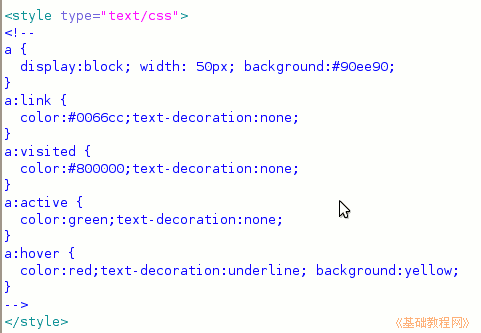 <style type="text/css">
<!--
a {
  display:block; width: 50px; background:#90ee90;
}
a:link {
  color:#0066cc;text-decoration:none;
}
a:visited {
  color:#800000;text-decoration:none;
}
a:active {
  color:green;text-decoration:none;
}
a:hover {
  color:red;text-decoration:underline; background:yellow;
}
-->
</style>
《基础教程网》